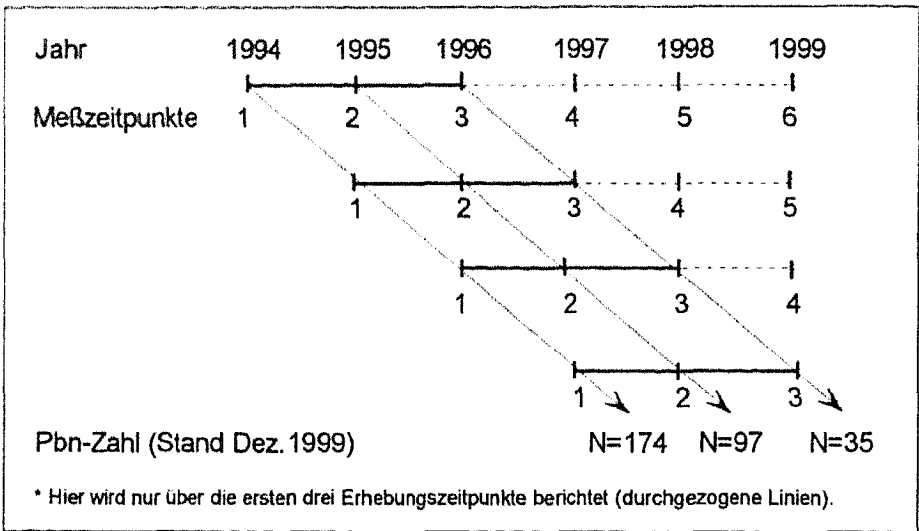 Jahr 1994 1995 1996 1997 1998 1999
Meßzeitpunkte 1 2 3 4 5 6
1 2 3 4 5
1 2 3 4
1 2 3
Pbn-Zahl (Stand Dez. 1999) N=174 N=97 N=35
* Hier wird nur über die ersten drei Erhebungszeitpunkte berichtet (durchgezogene Linien).